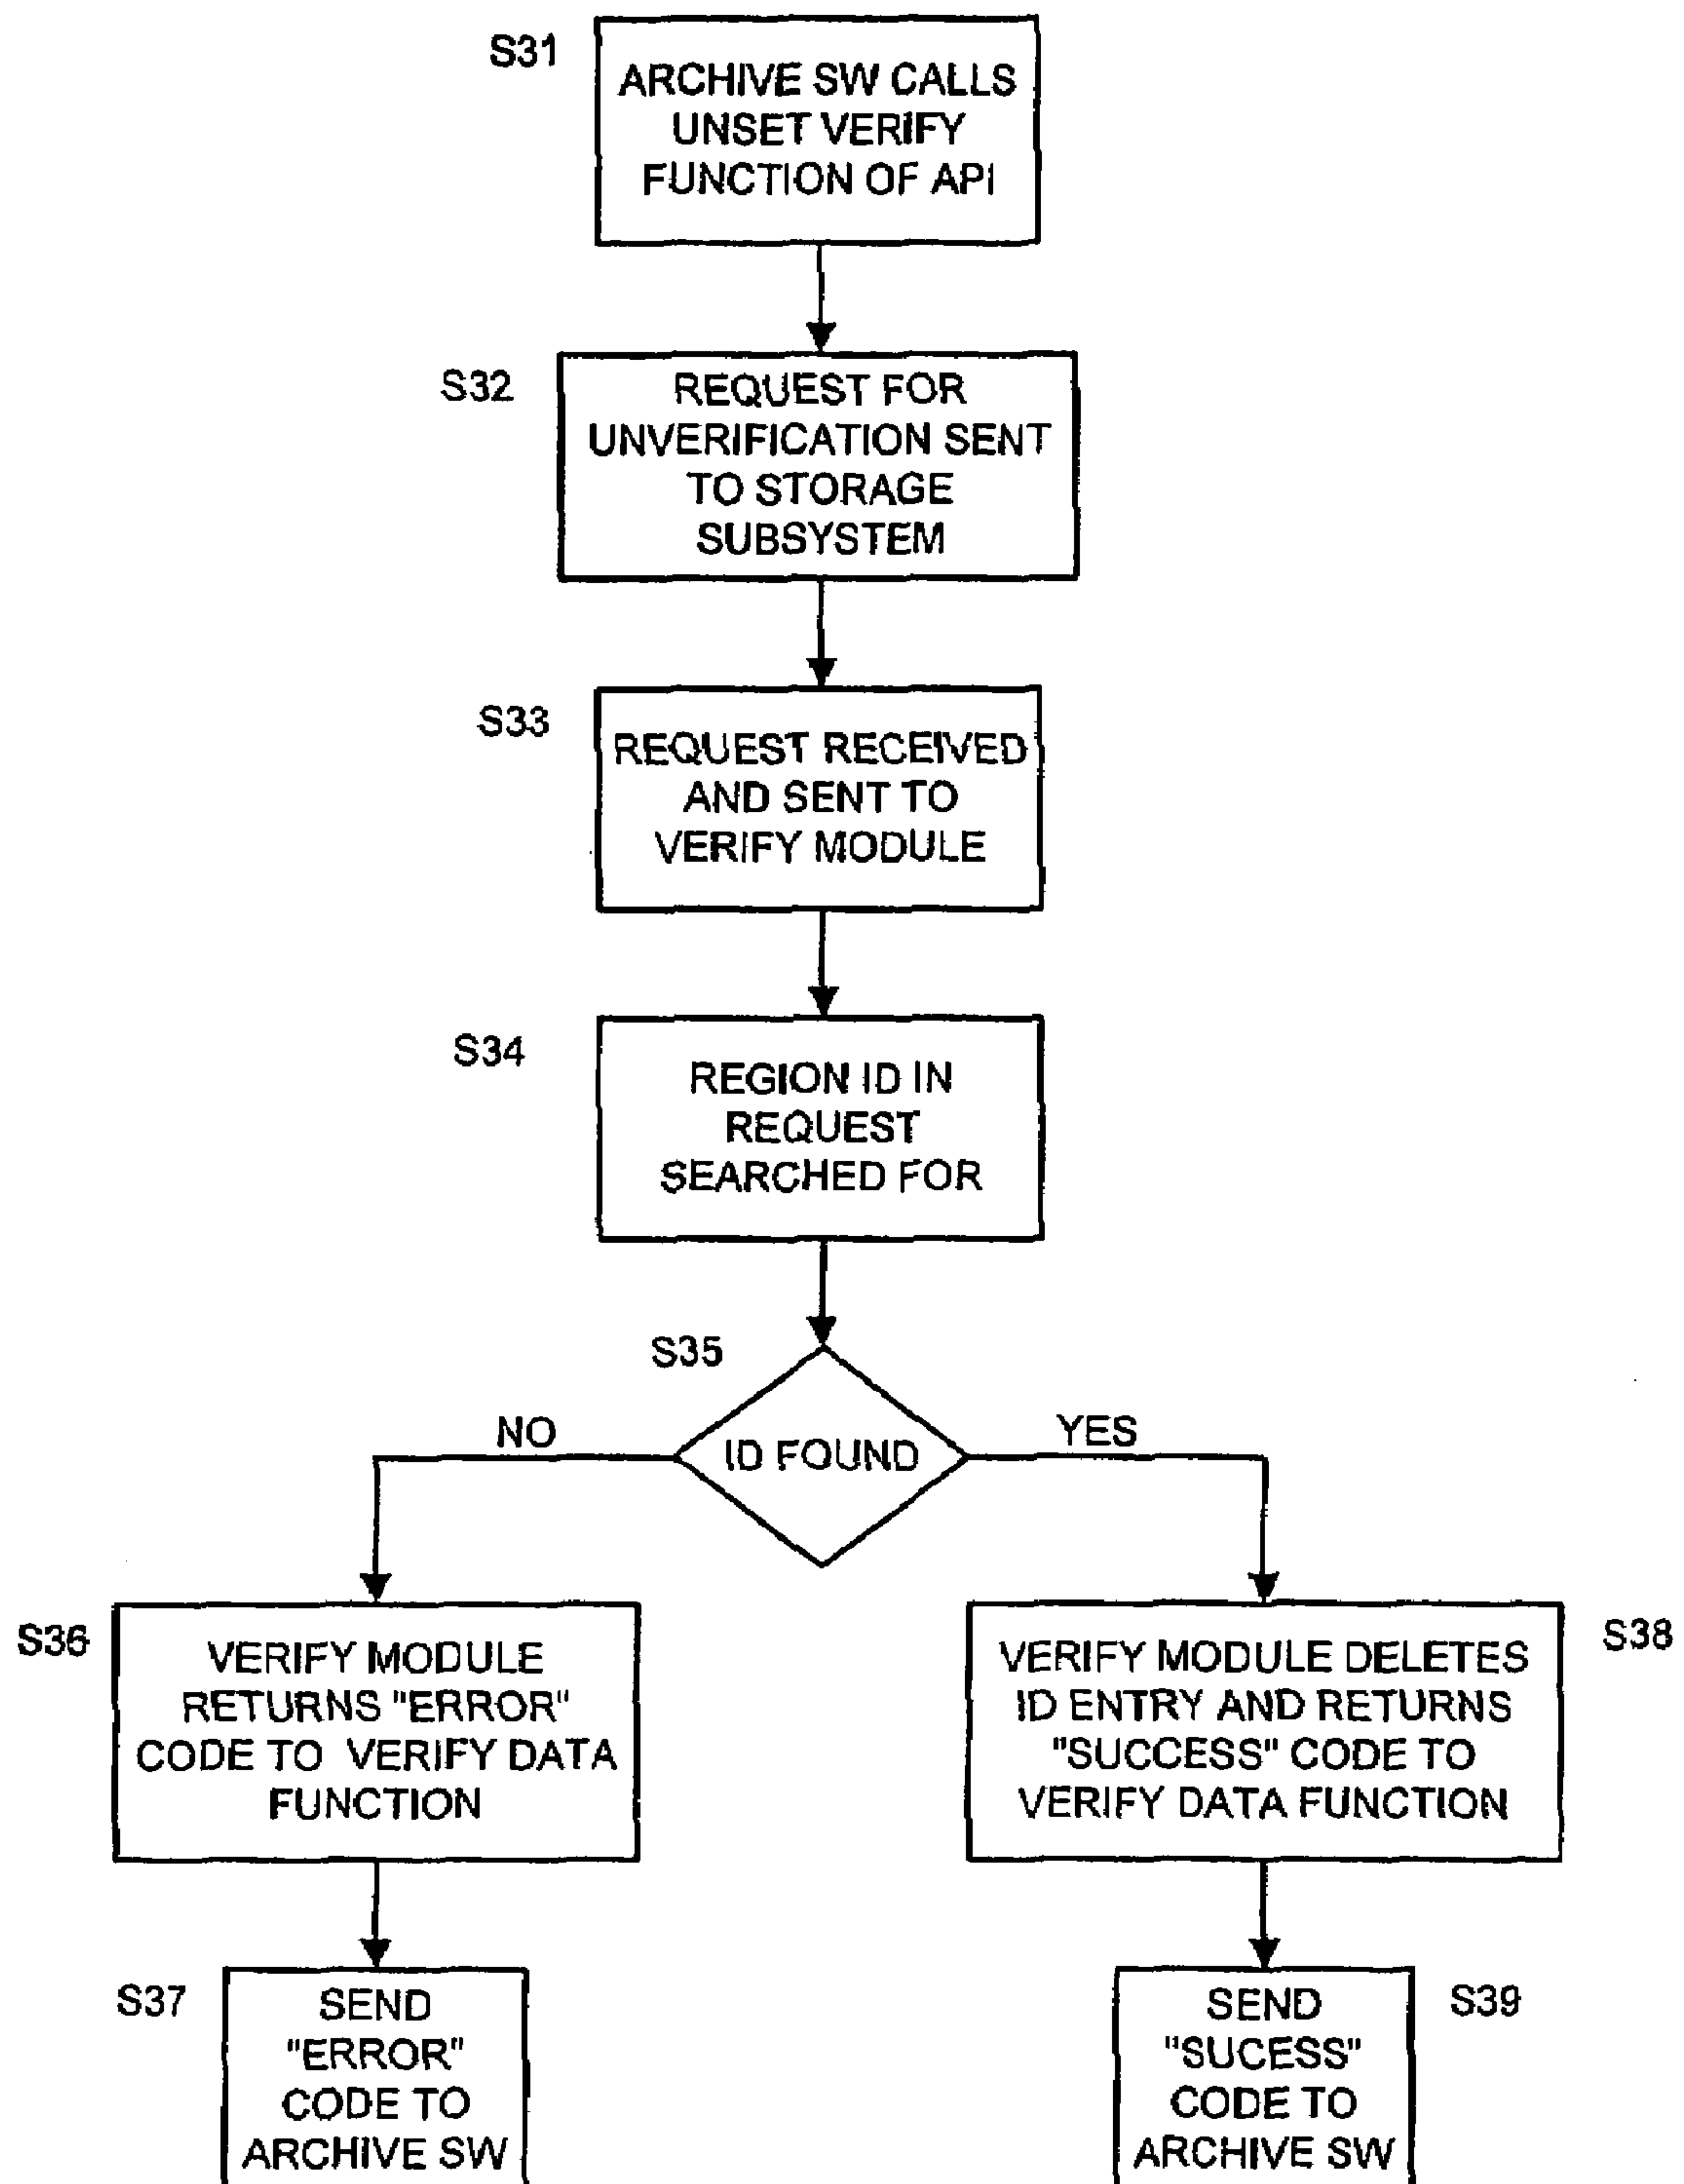 S31
ARCHIVE SW CALLS
UNSET VERIFY
FUNCTION OF API
S32
REQUEST FOR
UNVERIFICATION SENT
TO STORAGE
SUBSYSTEM
S33
REQUEST RECEIVED
AND SENT TO
VERIFY MODULE
S34
REGION ID IN
REQUEST
SEARCHED FOR
S35
ID FOUND
NO
YES
S36
VERIFY MODULE
RETURNS "ERROR"
CODE TO VERIFY DATA
FUNCTION
S38
VERIFY MODULE DELETES
ID ENTRY AND RETURNS
"SUCCESS" CODE TO
VERIFY DATA FUNCTION
S37
SEND
"ERROR"
CODE TO
ARCHIVE SW
S39
SEND
"SUCESS"
CODE TO
ARCHIVE SW